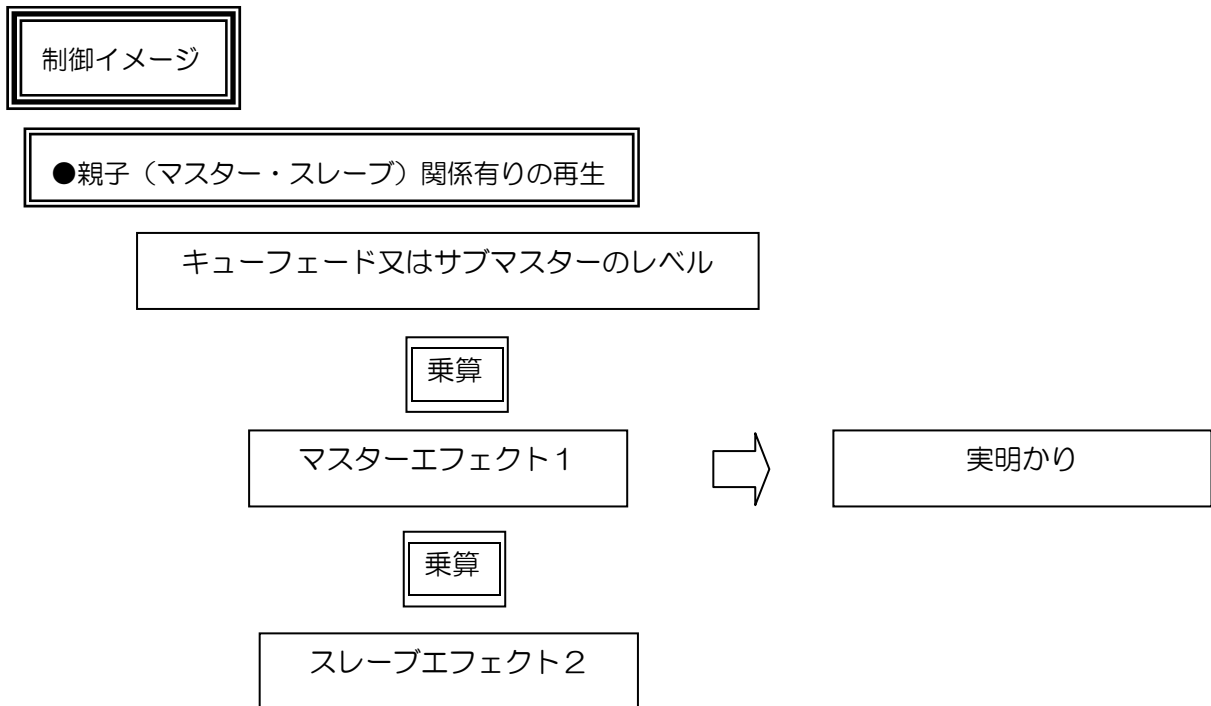 制御イメージ
●親子（マスター・スレーブ）関係有りの再生
キューフェード又はサブマスターのレベル
乗算
マスターエフェクト１
実明かり
乗算
スレーブエフェクト２